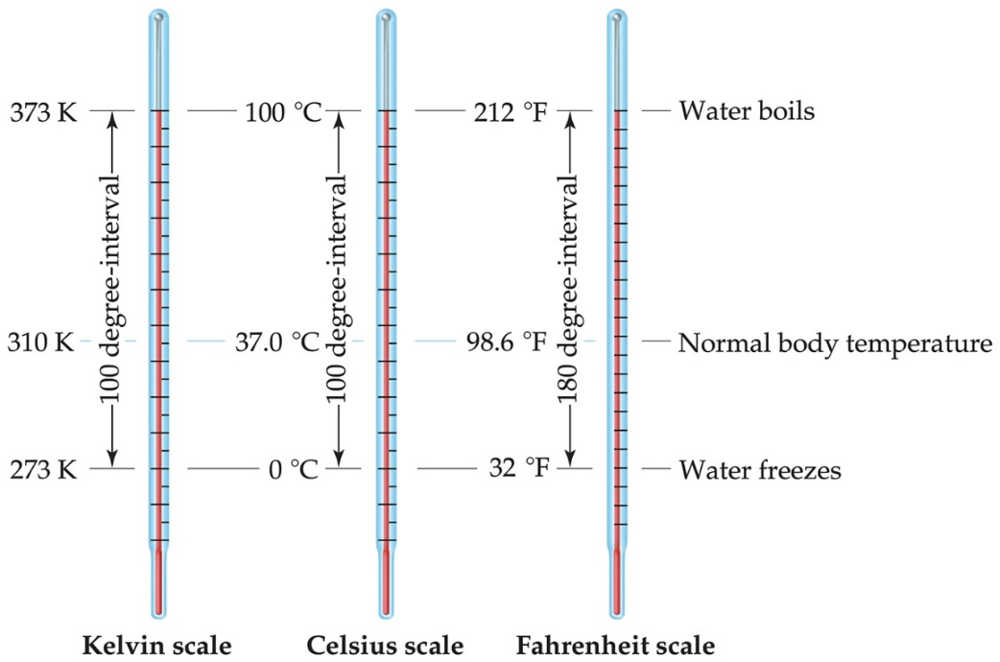 373 K 100 °C 212 °F Water boils
100 degree-interval 100 degree-interval 180 degree-interval
310 K 37.0 °C 98.6 °F Normal body temperature
273 K 0 °C 32 °F Water freezes
Kelvin scale Celsius scale Fahrenheit scale